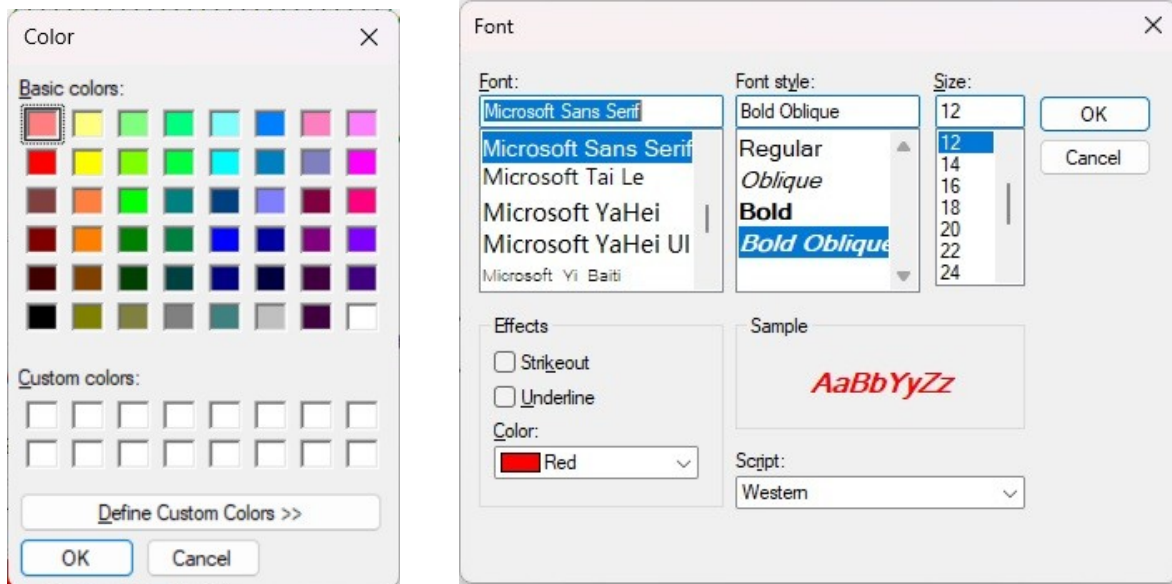 Color
Basic colors:
Custom colors:
Define Custom Colors >>
OK Cancel
Font
Font: Font style: Size:
Microsoft Sans Serif Bold Oblique 12
OK
Microsoft Sans Serif
Microsoft Tai Le
Microsoft YaHei
Microsoft YaHei UI
Microsoft Yi Baiti
Regular
Oblique
Bold
Bold Oblique
12
14
16
18
20
22
24
Cancel
Effects
Strikeout
Underline
Color:
Red
Sample
AaBbYyZz
Script:
Western